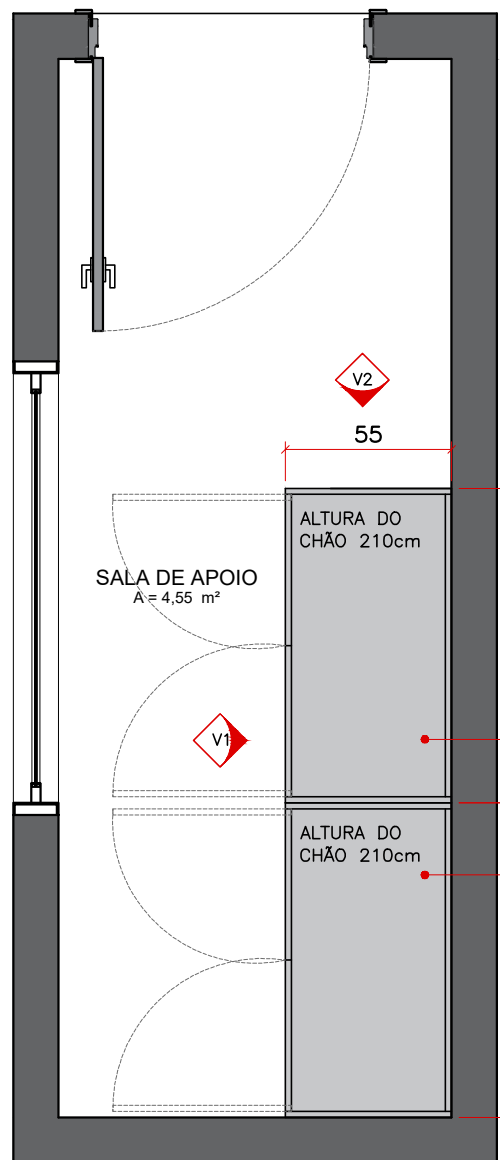 V2
55
ALTURA DO
CHÃO 210cm
SALA DE APOIO
A = 4,55 m²
V1
ALTURA DO
CHÃO 210cm